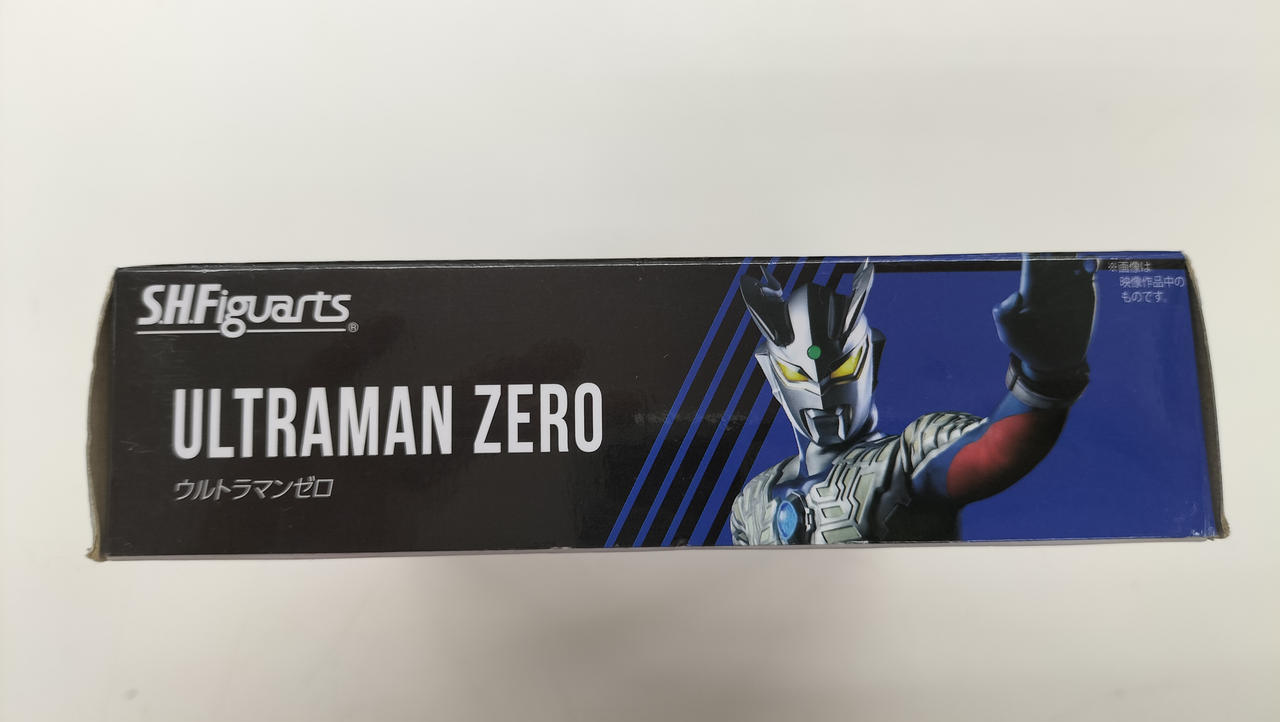 S.H.Figuarts®
ULTRAMAN ZERO
ウルトラマンゼロ
※画像は
映像作品中の
ものです。